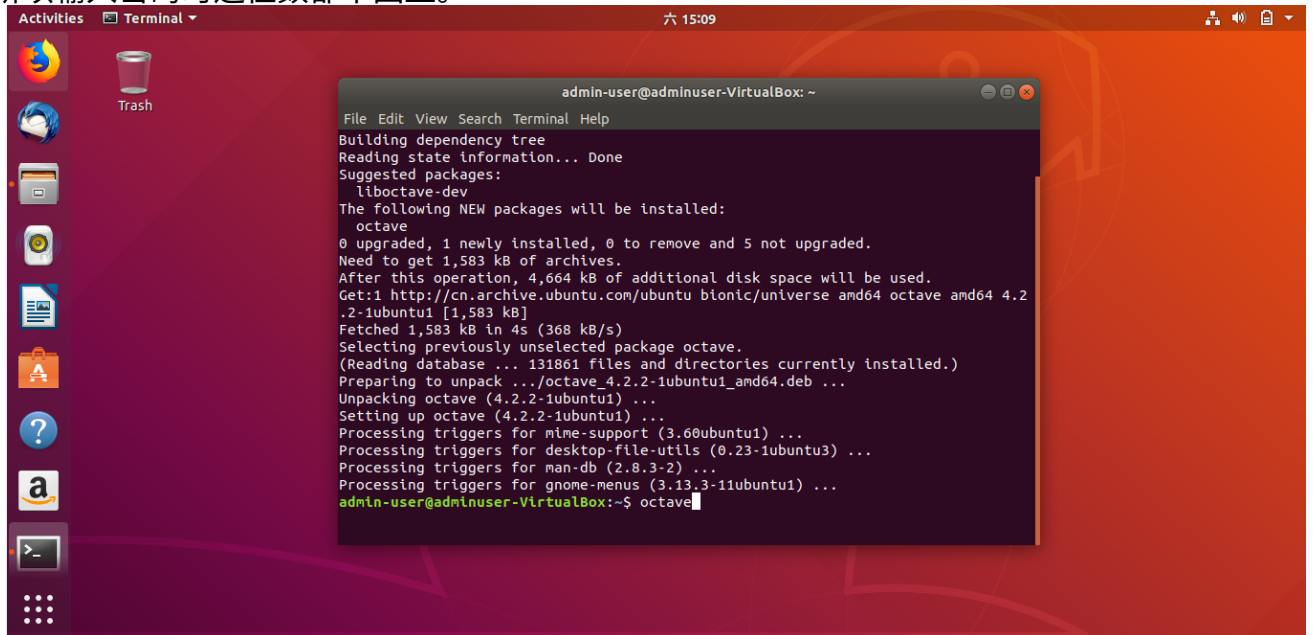 Activities Terminal 六 15:09
Trash
admin-user@adminuser-VirtualBox: ~
File Edit View Search Terminal Help
Building dependency tree
Reading state information... Done
Suggested packages:
liboctave-dev
The following NEW packages will be installed:
octave
0 upgraded, 1 newly installed, 0 to remove and 5 not upgraded.
Need to get 1,583 kB of archives.
After this operation, 4,664 kB of additional disk space will be used.
Get:1 http://cn.archive.ubuntu.com/ubuntu bionic/universe amd64 octave amd64 4.2
.2-1ubuntu1 [1,583 kB]
Fetched 1,583 kB in 4s (368 kB/s)
Selecting previously unselected package octave.
(Reading database ... 131861 files and directories currently installed.)
Preparing to unpack .../octave_4.2.2-1ubuntu1_amd64.deb ...
Unpacking octave (4.2.2-1ubuntu1) ...
Setting up octave (4.2.2-1ubuntu1) ...
Processing triggers for mime-support (3.60ubuntu1) ...
Processing triggers for desktop-file-utils (0.23-1ubuntu3) ...
Processing triggers for man-db (2.8.3-2) ...
Processing triggers for gnome-menus (3.13.3-11ubuntu1) ...
admin-user@adminuser-VirtualBox:~$ octave